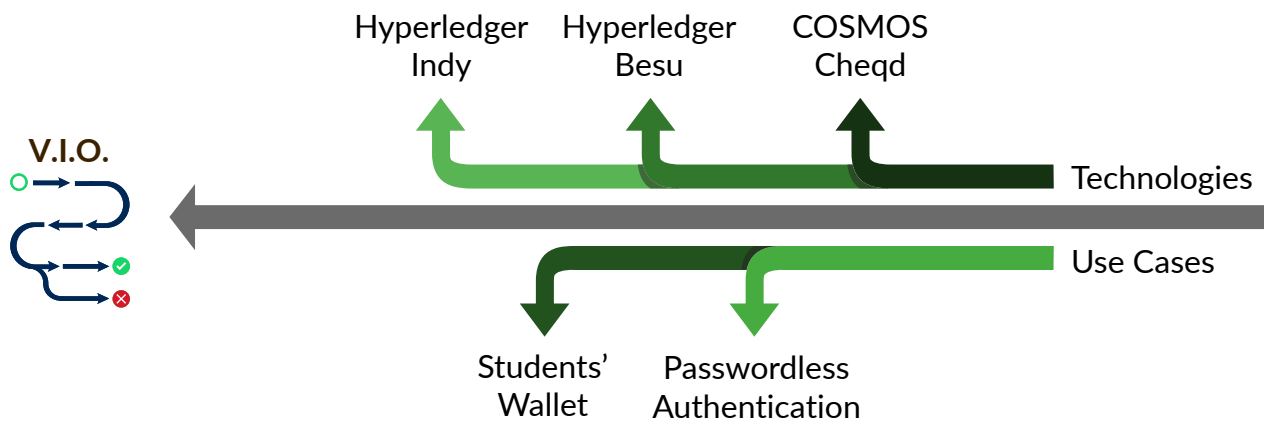 Hyperledger
Indy
Hyperledger
Besu
COSMOS
Cheqd
V.I.O.
Technologies
Use Cases
Students’
Wallet
Passwordless
Authentication